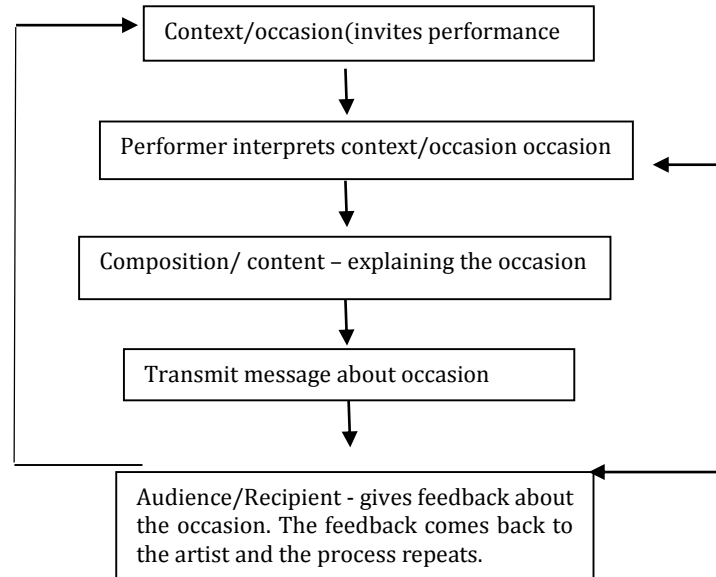 Context/occasion(invites performance
Performer interprets context/occasion occasion
Composition/ content – explaining the occasion
Transmit message about occasion
Audience/Recipient - gives feedback about
the occasion. The feedback comes back to
the artist and the process repeats.